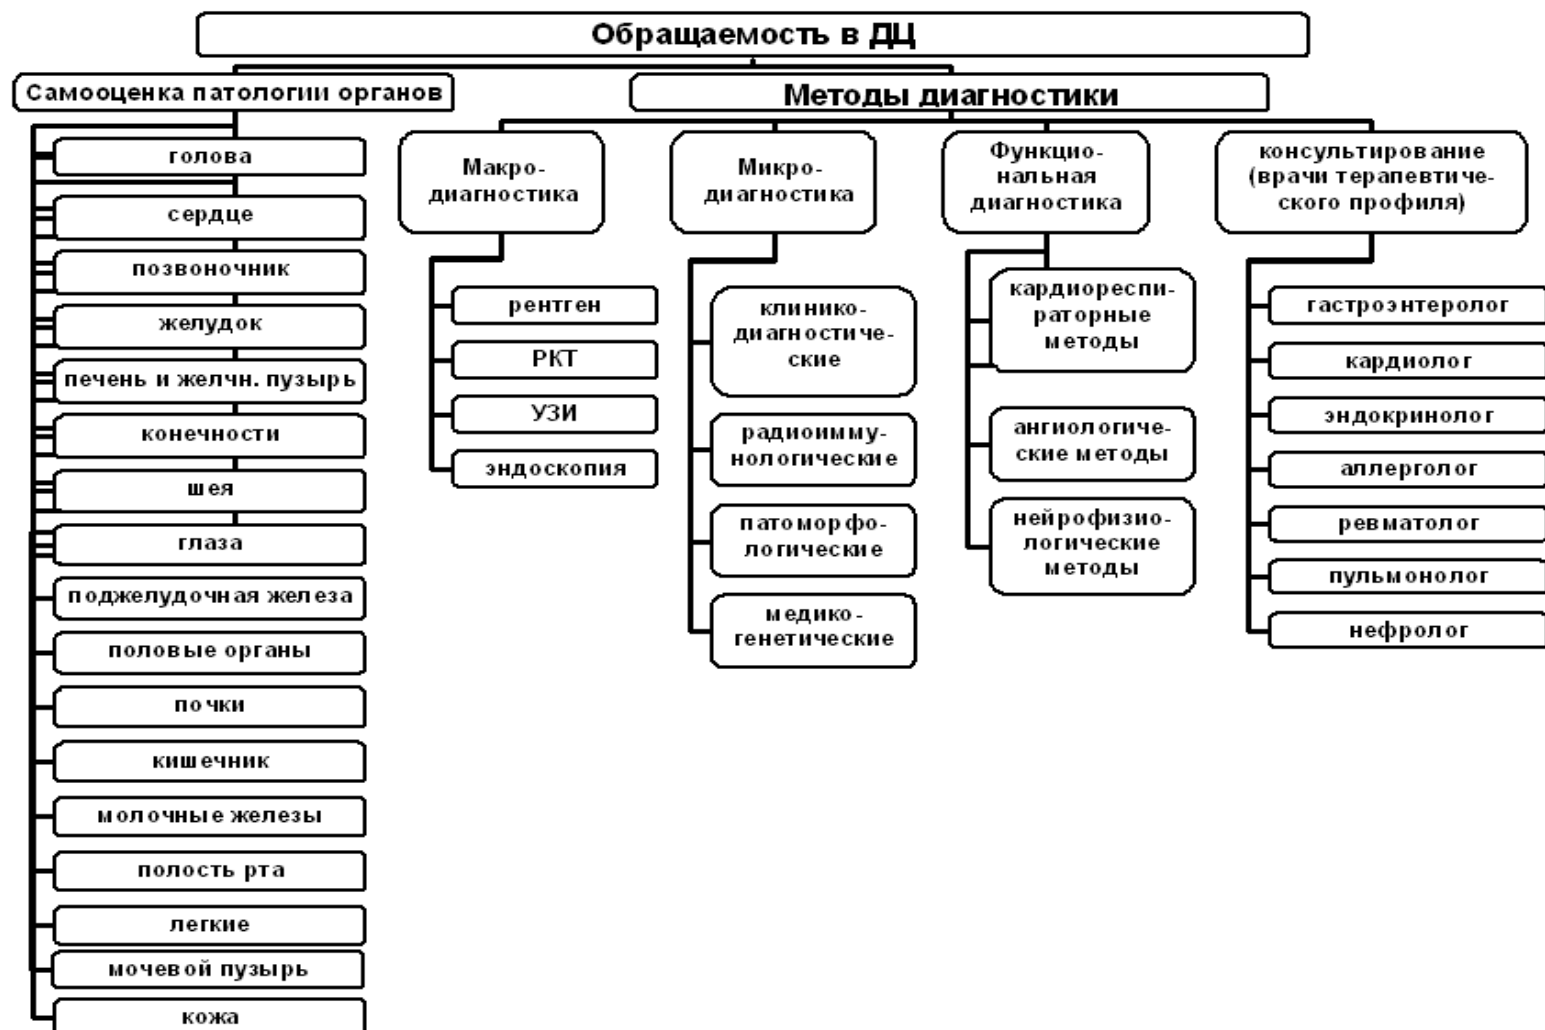 Обращаемость в ДЦ
Самооценка патологии органов
голова
сердце
позвоночник
желудок
печень и желчн. пузырь
конечности
шея
глаза
поджелудочная железа
половые органы
почки
кишечник
молочные железы
полость рта
легкие
мочевой пузырь
кожа
Методы диагностики
Макро-
диагностика
рентген
РКТ
УЗИ
эндоскопия
Микро-
диагностика
клинико-
диагностиче-
ские
радиоимму-
нологические
патоморфо-
логические
медико-
генетические
Функцио-
нальная
диагностика
кардиореспи-
раторные
методы
ангиологиче-
ские методы
нейрофизио-
логические
методы
консультирование
(врачи терапевтиче-
ского профиля)
гастроэнтеролог
кардиолог
эндокринолог
аллерголог
ревматолог
пульмонолог
нефролог